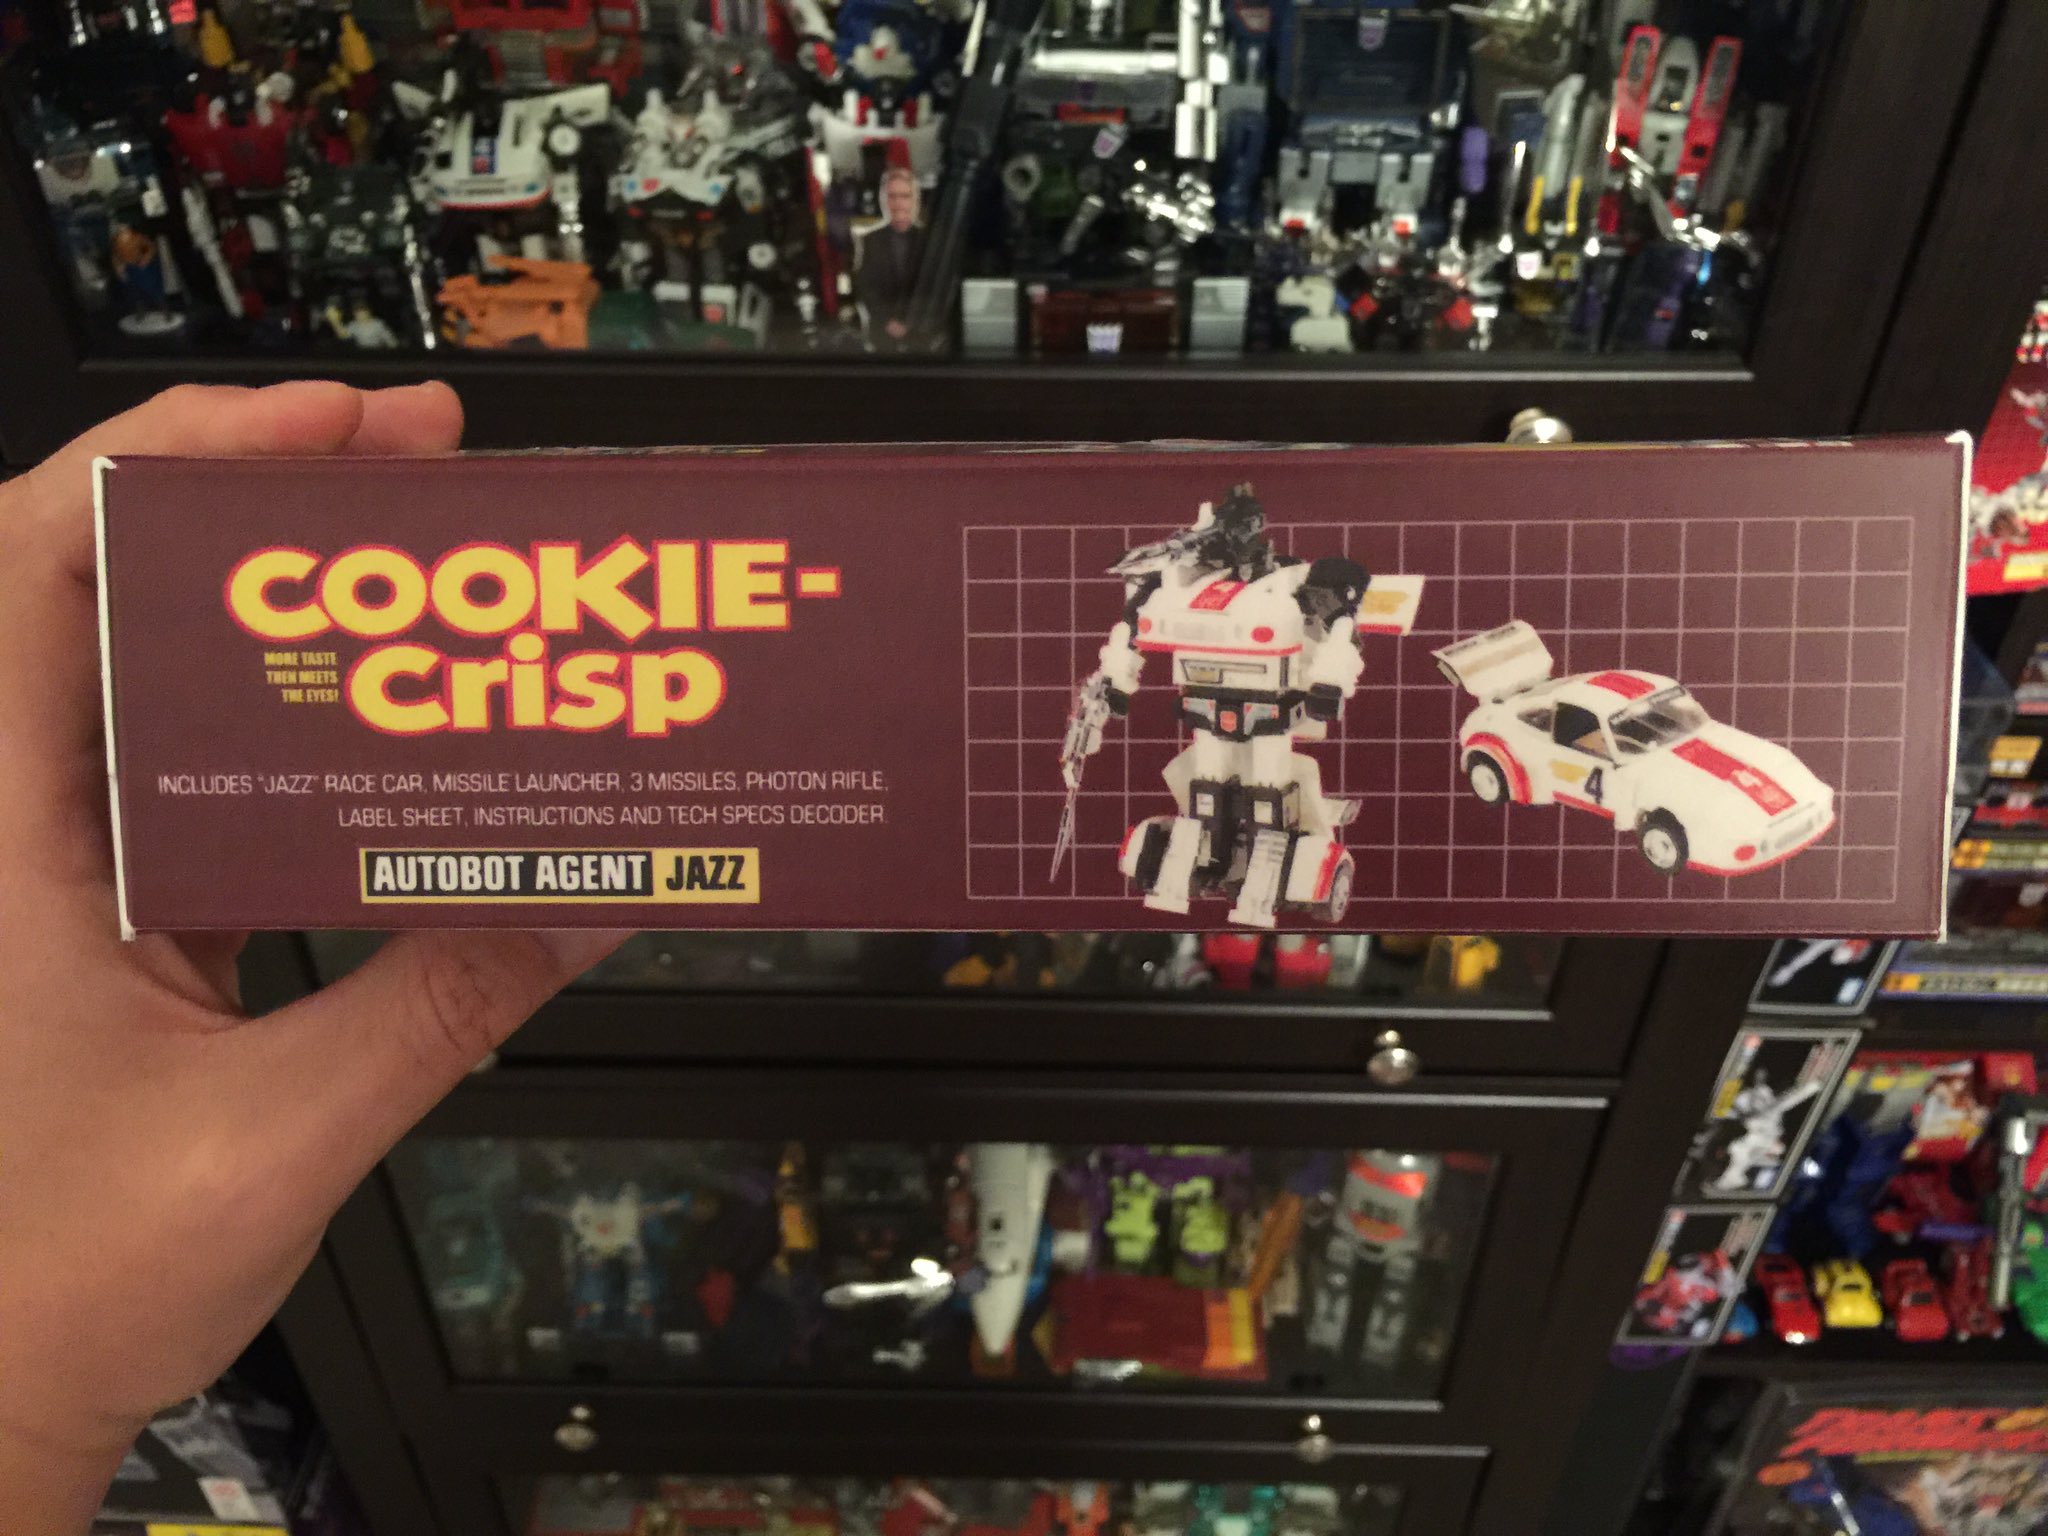 COOKIE-
Crisp
MORE TASTE
THEN MEETS
THE EYES!
INCLUDES "JAZZ" RACE CAR, MISSILE LAUNCHER, 3 MISSILES, PHOTON RIFLE,
LABEL SHEET, INSTRUCTIONS AND TECH SPECS DECODER.
AUTOBOT AGENT JAZZ
4
4